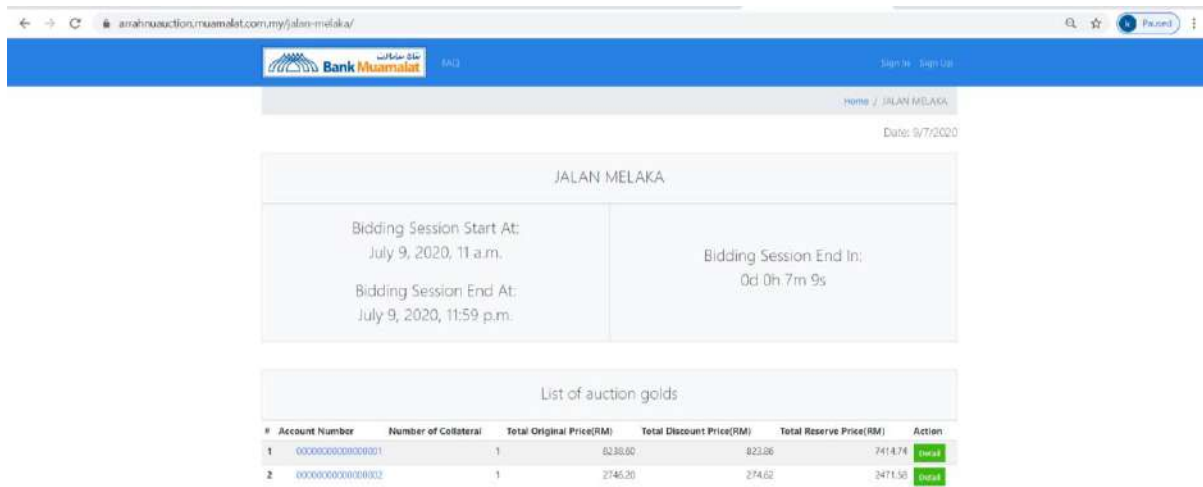 arrahnuauction.muamalat.com.my/jalan-melaka/
Paused
Bank Muamalat
FAQ
Sign In Sign Up
Home / JALAN MELAKA
Date: 9/7/2020
JALAN MELAKA
Bidding Session Start At:
July 9, 2020, 11 a.m.
Bidding Session End At:
July 9, 2020, 11:59 p.m.
Bidding Session End In:
0d 0h 7m 9s
List of auction golds
# Account Number Number of Collateral Total Original Price(RM) Total Discount Price(RM) Total Reserve Price(RM) Action
1 1 8238.60 823.86 7414.74 Detail
2 1 2746.20 274.62 2471.58 Detail